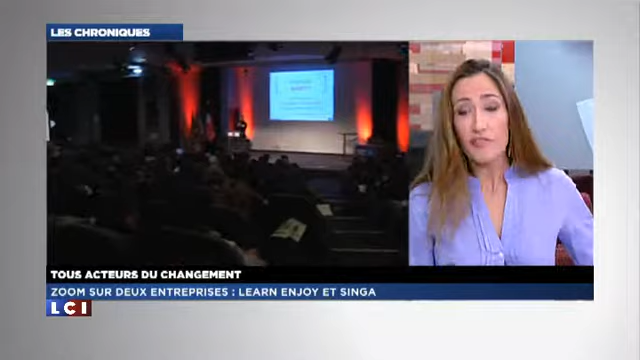 LES CHRONIQUES
TOUS ACTEURS DU CHANGEMENT
ZOOM SUR DEUX ENTREPRISES : LEARN ENJOY ET SINGA
LCI